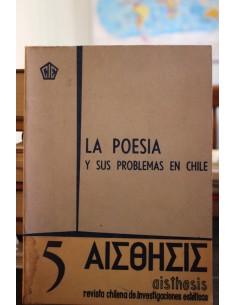 LA POESIA
Y SUS PROBLEMAS EN CHILE
5 ΑΙΣΘΗΣΙΣ
aisthesis
revista chilena de investigaciones estéticas